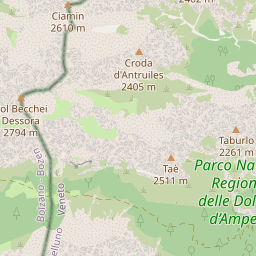 Ciamin
2610 m
Croda
d'Antruiles
2405 m
ol Becchei
Dessora
2794 m
Taburlo
2261 m
Taé
2511 m
Parco Na
Region
delle Dol
d'Ampe
Bolzano - Bozen
Veneto
elluno